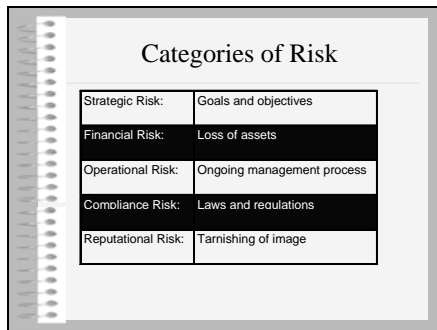 Categories of Risk
Strategic Risk: Goals and objectives
Financial Risk: Loss of assets
Operational Risk: Ongoing management process
Compliance Risk: Laws and regulations
Reputational Risk: Tarnishing of image